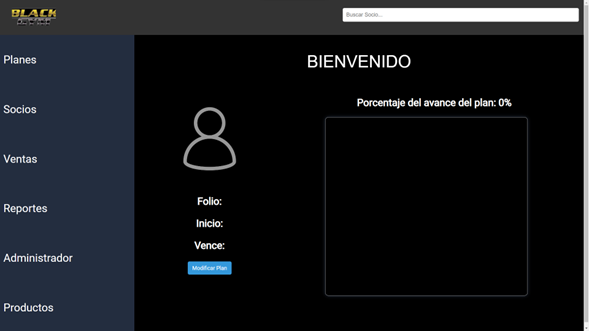 BLACK
Buscar Socio...
Planes
Socios
Ventas
Reportes
Administrador
Productos
BIENVENIDO
Folio:
Inicio:
Vence:
Modificar Plan
Porcentaje del avance del plan: 0%